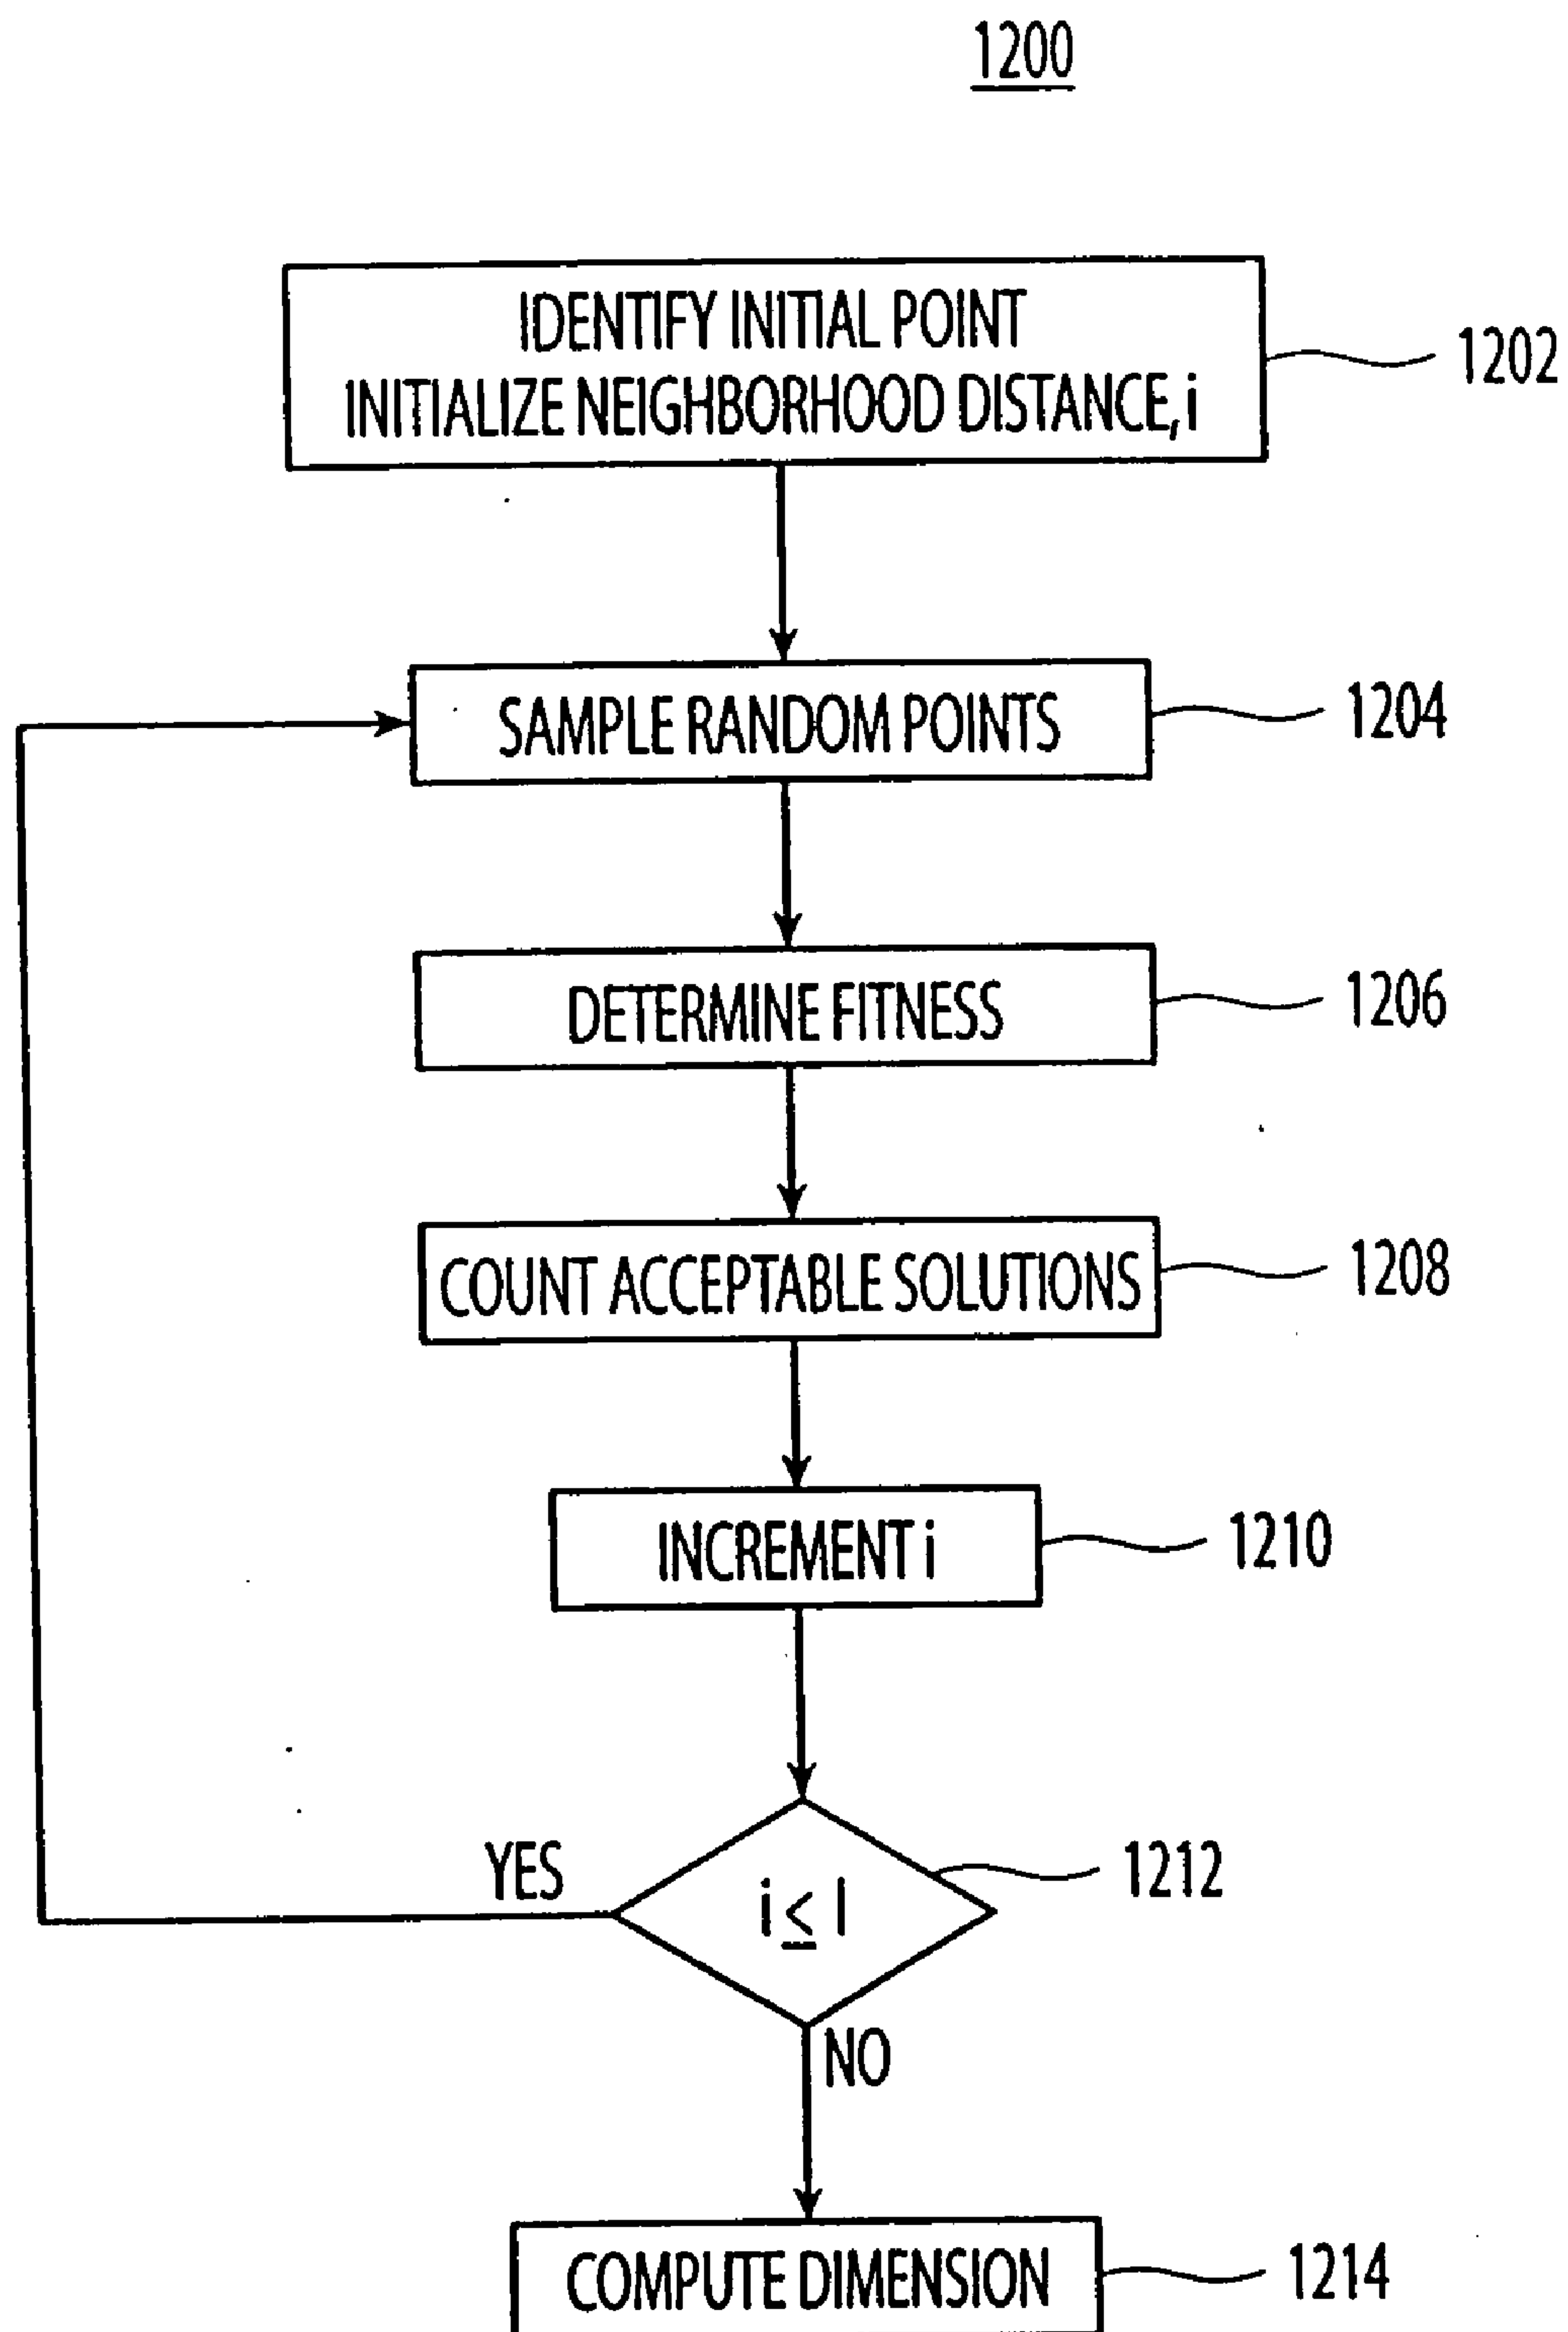 1200
IDENTIFY INITIAL POINT
INITIALIZE NEIGHBORHOOD DISTANCE, i
1202
SAMPLE RANDOM POINTS
1204
DETERMINE FITNESS
1206
COUNT ACCEPTABLE SOLUTIONS
1208
INCREMENT i
1210
YES
i ≤ I
1212
NO
COMPUTE DIMENSION
1214